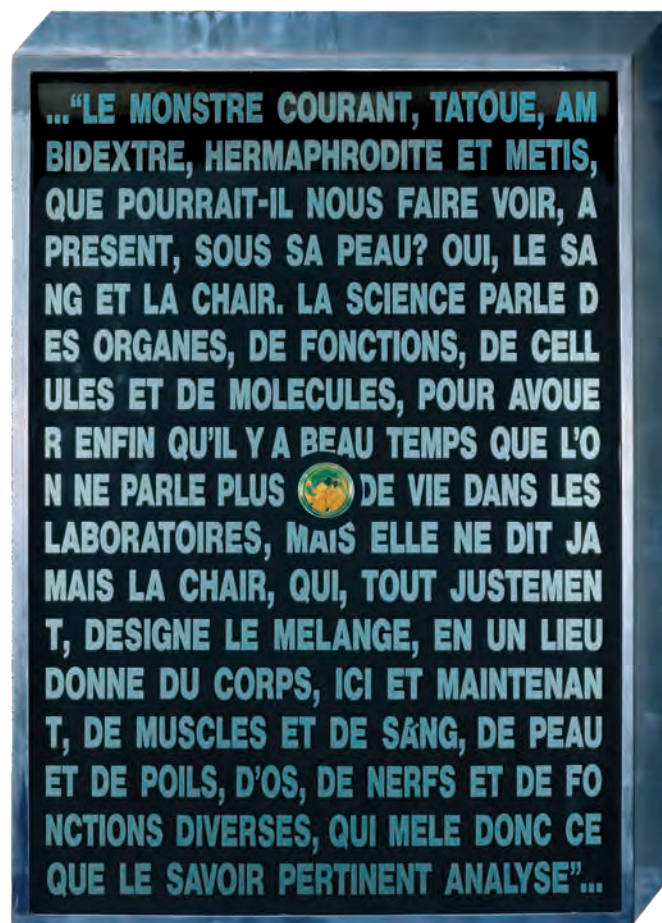 ..."LE MONSTRE COURANT, TATOUE, AM
BIDEXTRE, HERMAPHRODITE ET METIS,
QUE POURRAIT-IL NOUS FAIRE VOIR, A
PRESENT, SOUS SA PEAU? OUI, LE SA
NG ET LA CHAIR. LA SCIENCE PARLE D
ES ORGANES, DE FONCTIONS, DE CELL
ULES ET DE MOLECULES, POUR AVOUE
R ENFIN QU'IL Y A BEAU TEMPS QUE L'O
N NE PARLE PLUS DE VIE DANS LES
LABORATOIRES, MAIS ELLE NE DIT JA
MAIS LA CHAIR, QUI, TOUT JUSTEMEN
T, DESIGNE LE MELANGE, EN UN LIEU
DONNE DU CORPS, ICI ET MAINTENAN
T, DE MUSCLES ET DE SANG, DE PEAU
ET DE POILS, D'OS, DE NERFS ET DE FO
NCTIONS DIVERSES, QUI MELE DONC CE
QUE LE SAVOIR PERTINENT ANALYSE"...